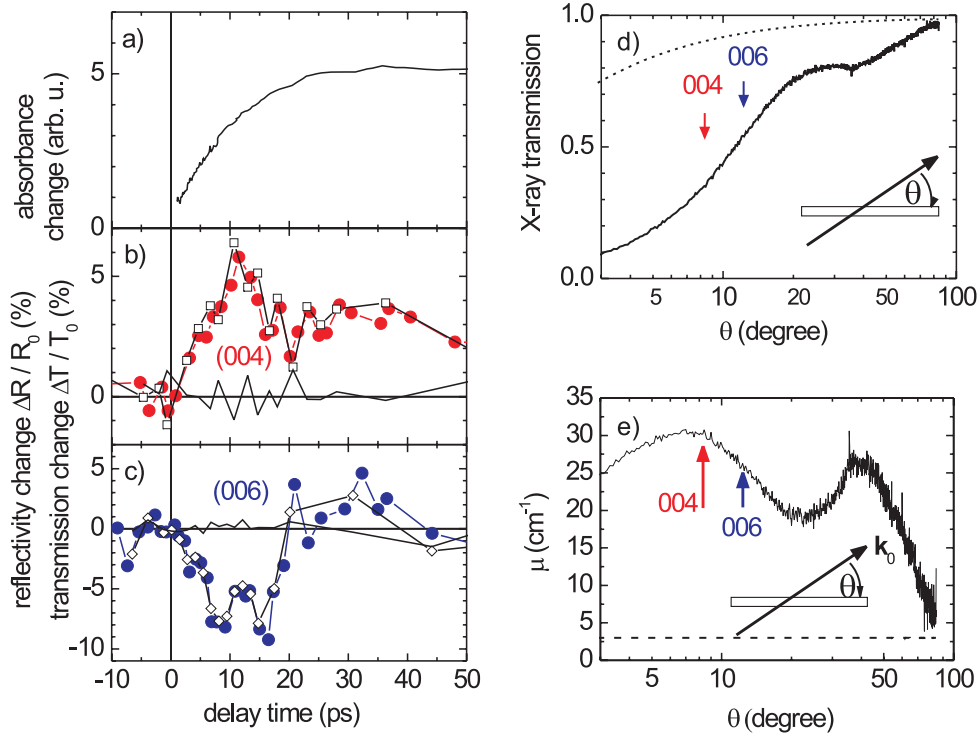 a)
absorbance
change (arb. u.)
5
0
b)
reflectivity change ΔR / R0 (%)
transmission change ΔT / T0 (%)
5
0
(004)
c)
5
0
-5
-10
(006)
-10 0 10 20 30 40 50
delay time (ps)
d)
X-ray transmission
1.0
0.5
0.0
004
006
θ
5 10 20 50 100
θ (degree)
e)
μ (cm-1)
35
30
25
20
15
10
5
0
004
006
k0
θ
5 10 50 100
θ (degree)